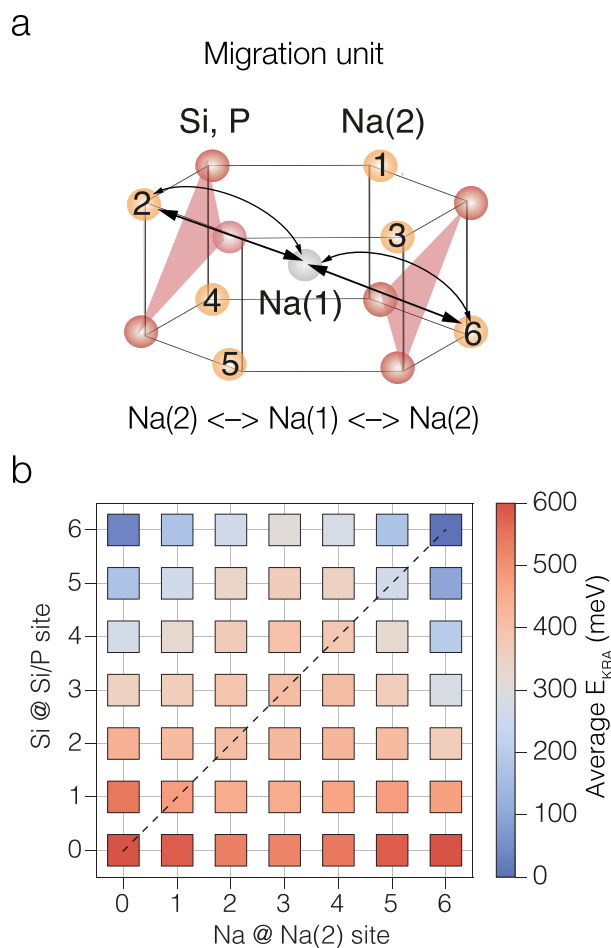 a
Migration unit
Si, P Na(2)
1
2
3
Na(1)
4
6
5
Na(2) <–> Na(1) <–> Na(2)
b
6
5
4
3
2
1
0
Si @ Si/P site
0 1 2 3 4 5 6
Na @ Na(2) site
600
500
400
300
200
100
0
Average E_KRA (meV)